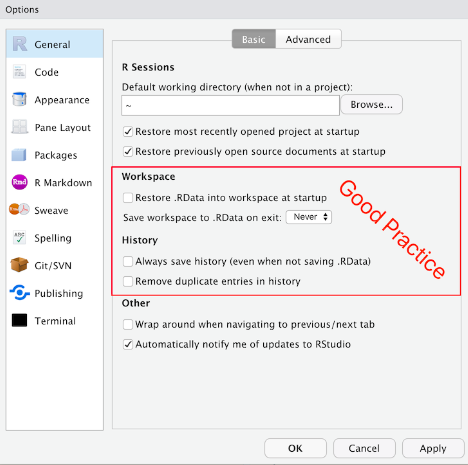 Options
General
Code
Appearance
Pane Layout
Packages
Rmd R Markdown
Sweave
ABC Spelling
Git/SVN
Publishing
Terminal
Basic Advanced
R Sessions
Default working directory (when not in a project):
~ Browse...
Restore most recently opened project at startup
Restore previously open source documents at startup
Workspace
Restore .RData into workspace at startup
Save workspace to .RData on exit: Never
History
Always save history (even when not saving .RData)
Remove duplicate entries in history
Good Practice
Other
Wrap around when navigating to previous/next tab
Automatically notify me of updates to RStudio
OK Cancel Apply